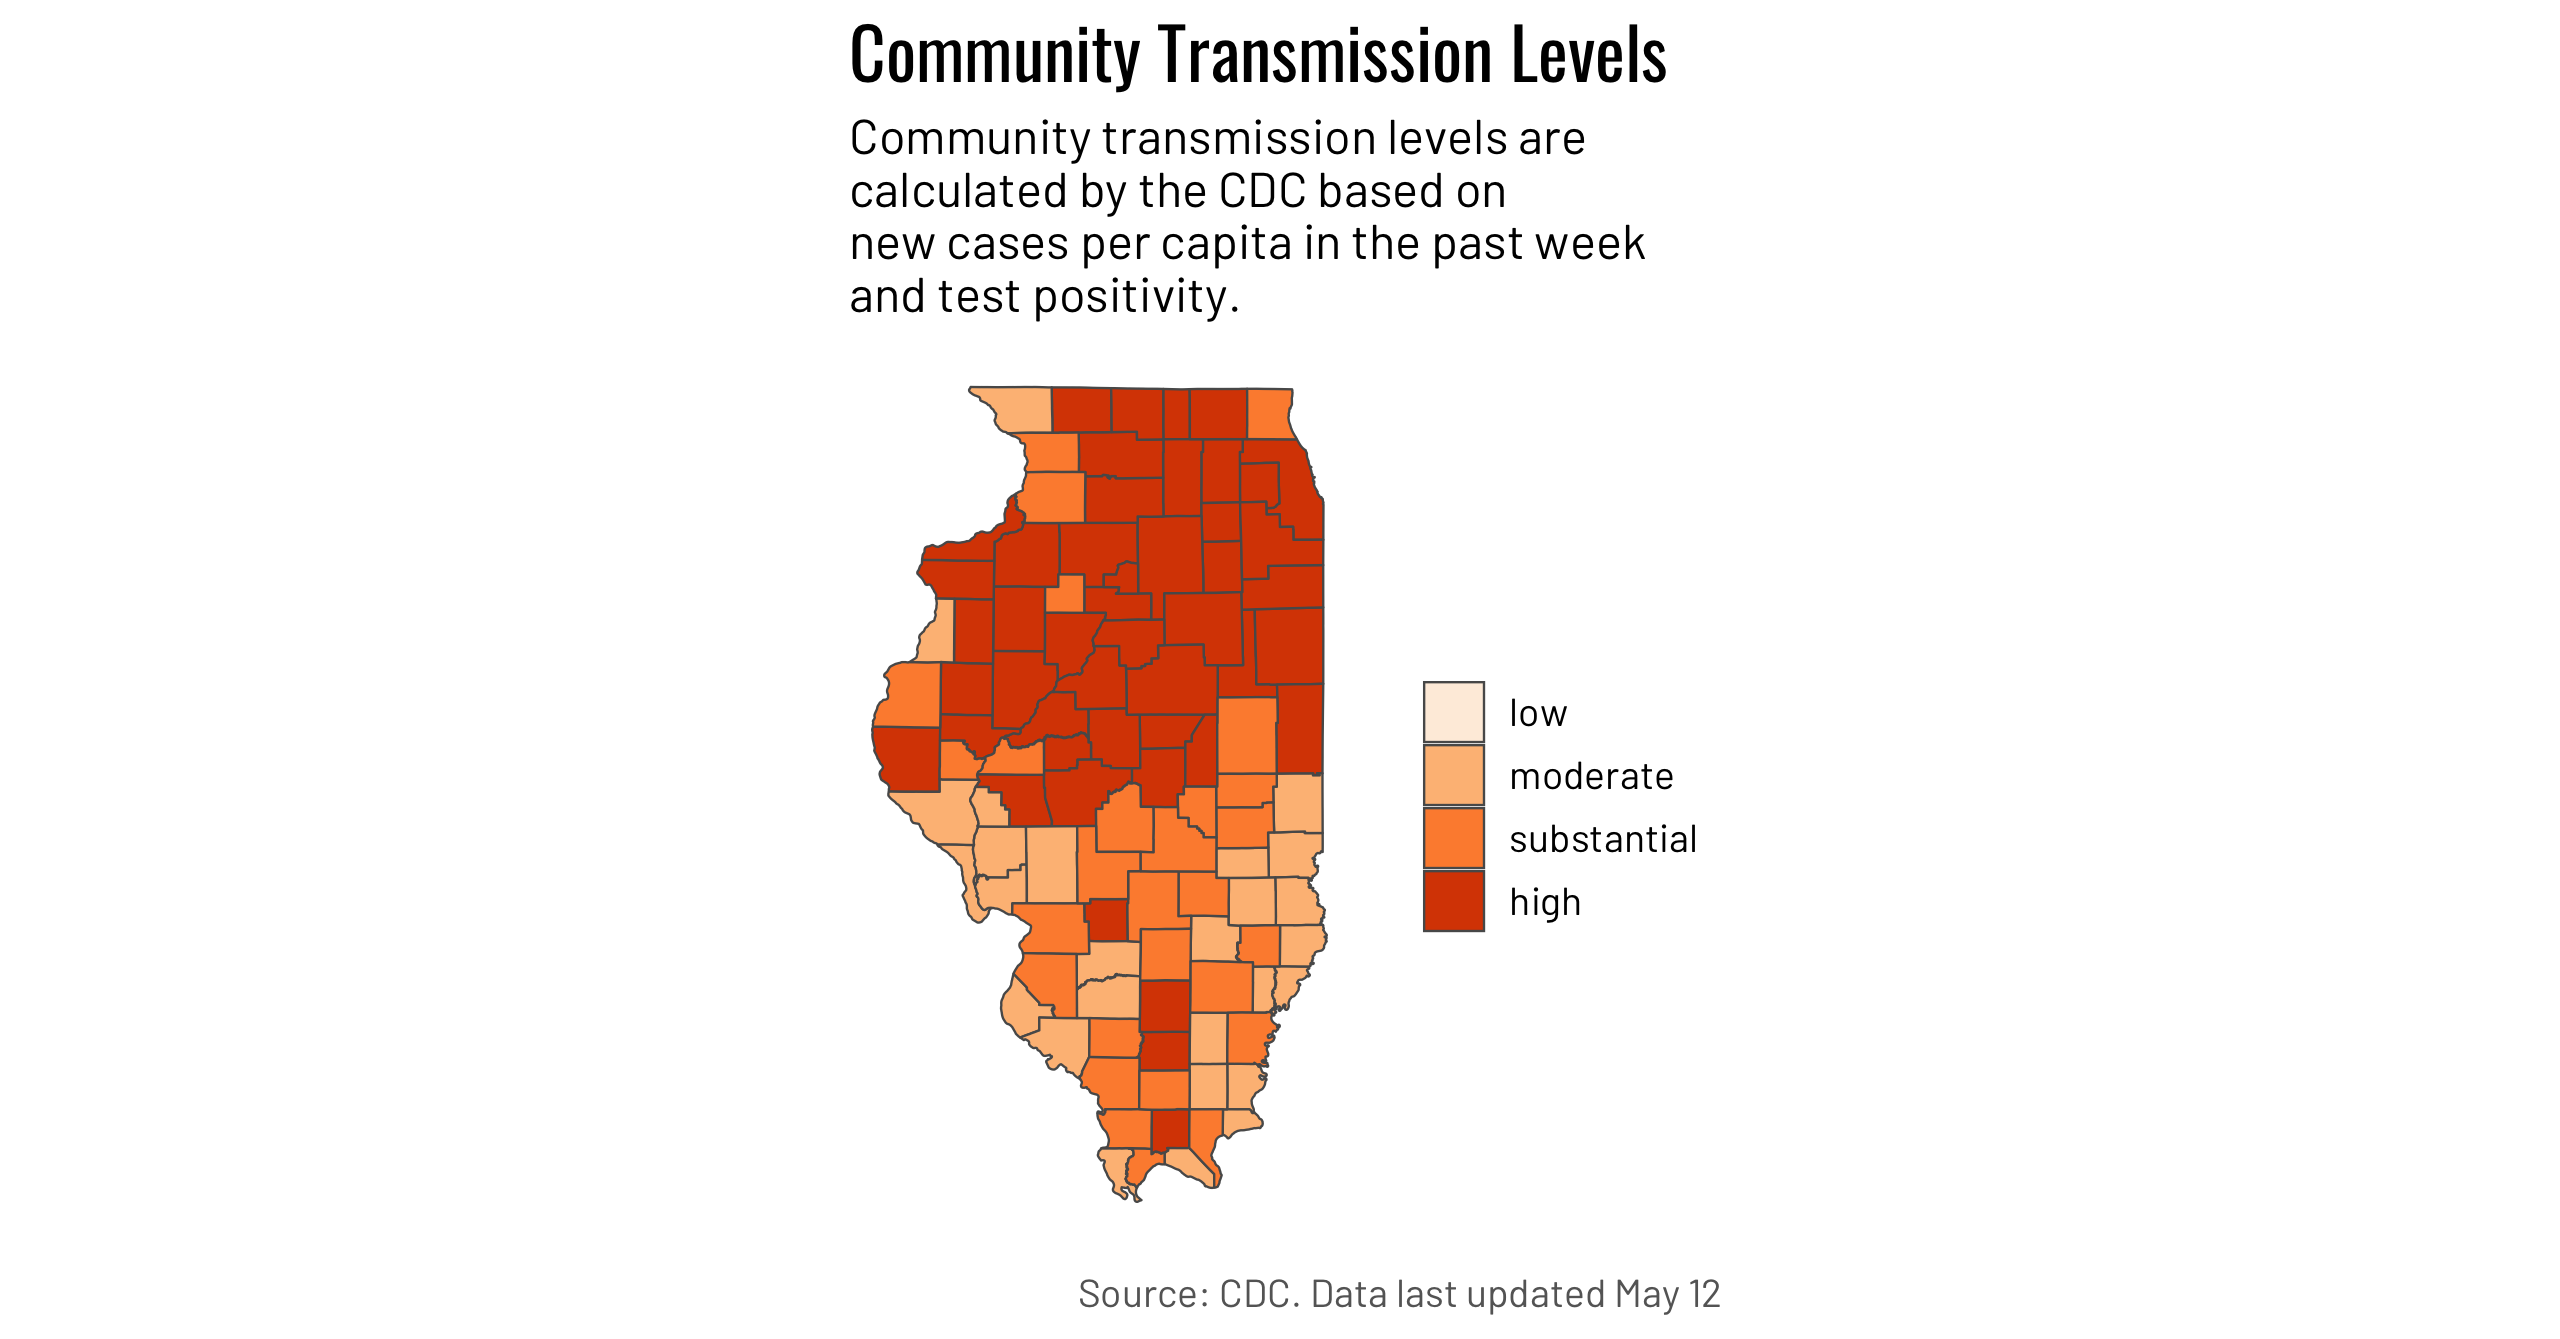 Community Transmission Levels
Community transmission levels are
calculated by the CDC based on
new cases per capita in the past week
and test positivity.
low
moderate
substantial
high
Source: CDC. Data last updated May 12